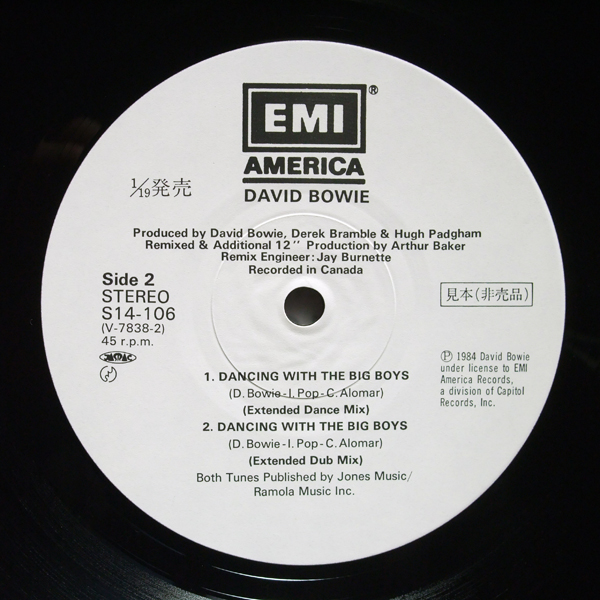 EMI®
AMERICA
DAVID BOWIE
1/19発売
Produced by David Bowie, Derek Bramble & Hugh Padgham
Remixed & Additional 12'' Production by Arthur Baker
Remix Engineer: Jay Burnette
Recorded in Canada
Side 2
STEREO
S14-106
(V-7838-2)
45 r.p.m.
見本(非売品)
℗ 1984 David Bowie
under license to EMI
America Records,
a division of Capitol
Records, Inc.
1. DANCING WITH THE BIG BOYS
(D. Bowie-I. Pop-C. Alomar)
(Extended Dance Mix)
2. DANCING WITH THE BIG BOYS
(D. Bowie-I. Pop-C. Alomar)
(Extended Dub Mix)
Both Tunes Published by Jones Music/
Ramola Music Inc.